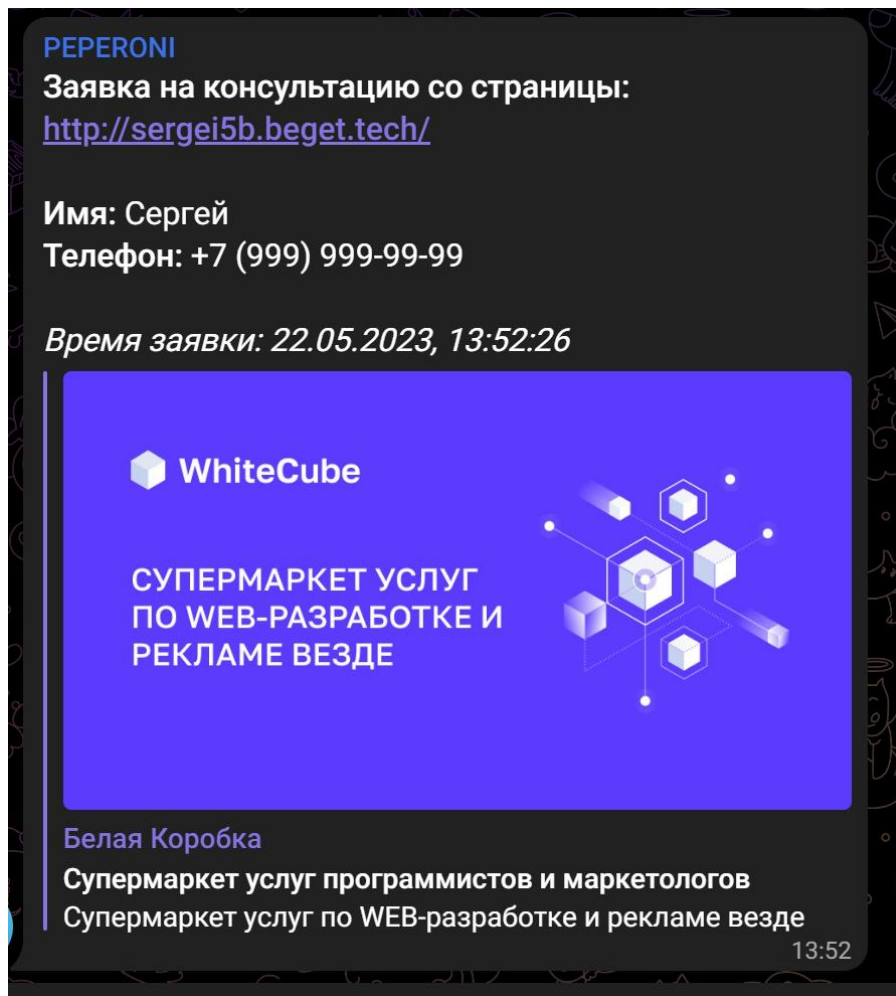 PEPERONI
Заявка на консультацию со страницы:
http://sergei5b.beget.tech/
Имя: Сергей
Телефон: +7 (999) 999-99-99
Время заявки: 22.05.2023, 13:52:26
WhiteCube
СУПЕРМАРКЕТ УСЛУГ
ПО WEB-РАЗРАБОТКЕ И
РЕКЛАМЕ ВЕЗДЕ
Белая Коробка
Супермаркет услуг программистов и маркетологов
Супермаркет услуг по WEB-разработке и рекламе везде
13:52